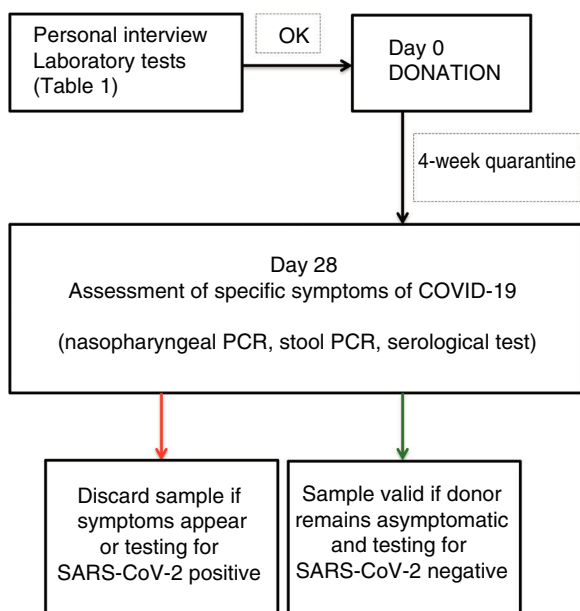 Personal interview
Laboratory tests
(Table 1)
OK
Day 0
DONATION
4-week quarantine
Day 28
Assessment of specific symptoms of COVID-19
(nasopharyngeal PCR, stool PCR, serological test)
Discard sample if
symptoms appear
or testing for
SARS-CoV-2 positive
Sample valid if donor
remains asymptomatic
and testing for
SARS-CoV-2 negative